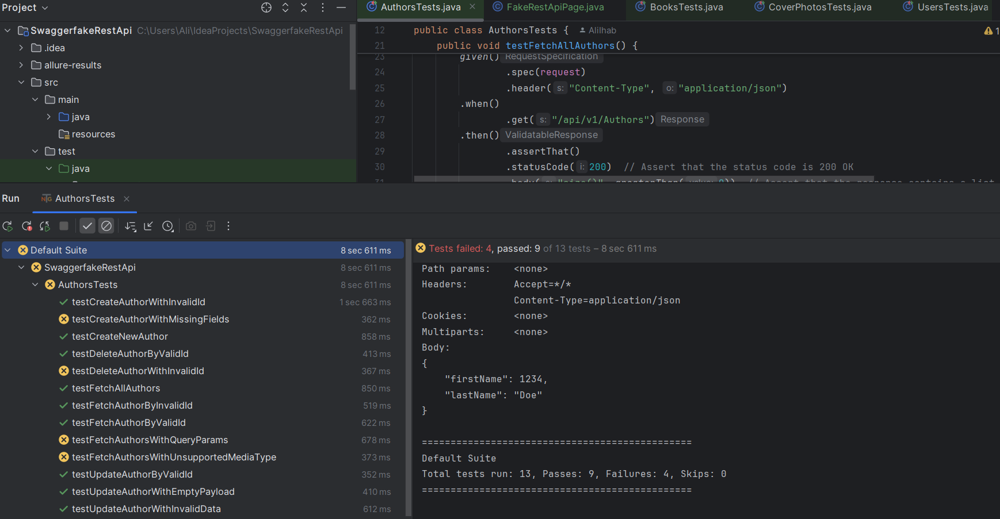 Project
SwaggerfakeRestApi C:\Users\Ali\IdeaProjects\SwaggerfakeRestApi
.idea
allure-results
src
main
java
resources
test
java
AuthorsTests.java
FakeRestApiPage.java
BooksTests.java
CoverPhotosTests.java
UsersTests.java
12 public class AuthorsTests { AliIhab
1
21 public void testFetchAllAuthors() {
23 given() RequestSpecification
24 .spec(request)
25 .header( s: "Content-Type", o: "application/json")
26 .when()
27 .get( s: "/api/v1/Authors") Response
28 .then() ValidatableResponse
29 .assertThat()
30 .statusCode( i: 200) // Assert that the status code is 200 OK
Run AuthorsTests
Default Suite 8 sec 611 ms
SwaggerfakeRestApi 8 sec 611 ms
AuthorsTests 8 sec 611 ms
testCreateAuthorWithInvalidId 1 sec 663 ms
testCreateAuthorWithMissingFields 362 ms
testCreateNewAuthor 858 ms
testDeleteAuthorByValidId 413 ms
testDeleteAuthorWithInvalidId 367 ms
testFetchAllAuthors 850 ms
testFetchAuthorByInvalidId 519 ms
testFetchAuthorByValidId 622 ms
testFetchAuthorsWithQueryParams 678 ms
testFetchAuthorsWithUnsupportedMediaType 373 ms
testUpdateAuthorByValidId 352 ms
testUpdateAuthorWithEmptyPayload 410 ms
testUpdateAuthorWithInvalidData 612 ms
Tests failed: 4, passed: 9 of 13 tests – 8 sec 611 ms
Path params: <none>
Headers: Accept=*/*
Content-Type=application/json
Cookies: <none>
Multiparts: <none>
Body:
{
"firstName": 1234,
"lastName": "Doe"
}
===============================================
Default Suite
Total tests run: 13, Passes: 9, Failures: 4, Skips: 0
===============================================